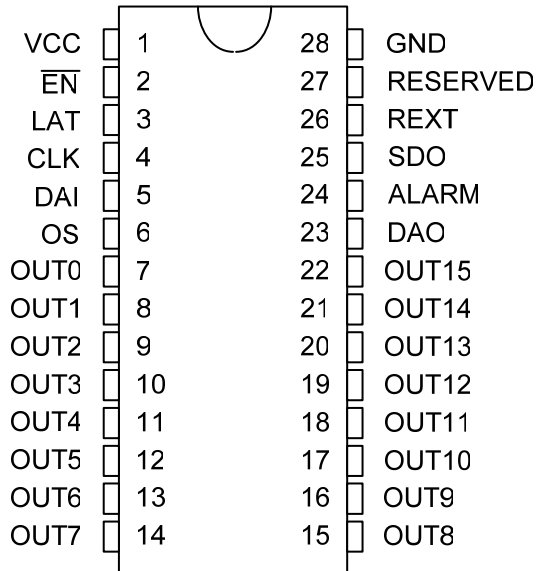 VCC 1 28 GND
E̅N̅ 2 27 RESERVED
LAT 3 26 REXT
CLK 4 25 SDO
DAI 5 24 ALARM
OS 6 23 DAO
OUT0 7 22 OUT15
OUT1 8 21 OUT14
OUT2 9 20 OUT13
OUT3 10 19 OUT12
OUT4 11 18 OUT11
OUT5 12 17 OUT10
OUT6 13 16 OUT9
OUT7 14 15 OUT8